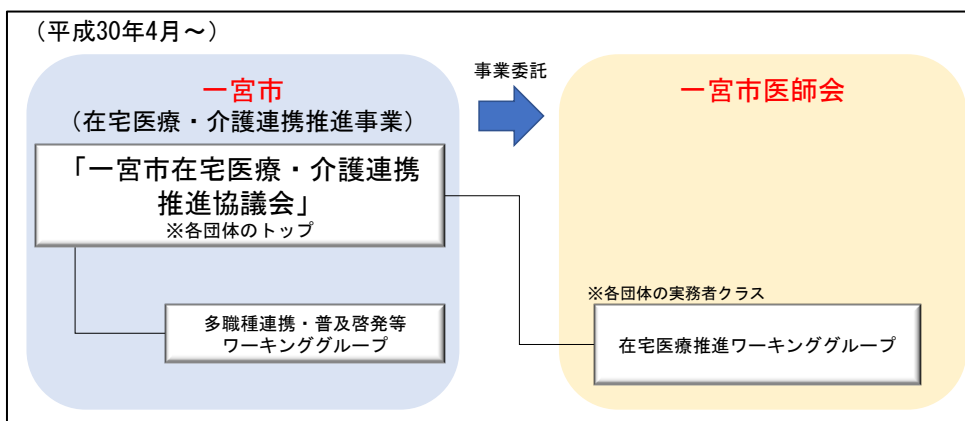 （平成30年4月～）
一宮市
（在宅医療・介護連携推進事業）
「一宮市在宅医療・介護連携
推進協議会」
※各団体のトップ
多職種連携・普及啓発等
ワーキンググループ
事業委託
一宮市医師会
※各団体の実務者クラス
在宅医療推進ワーキンググループ